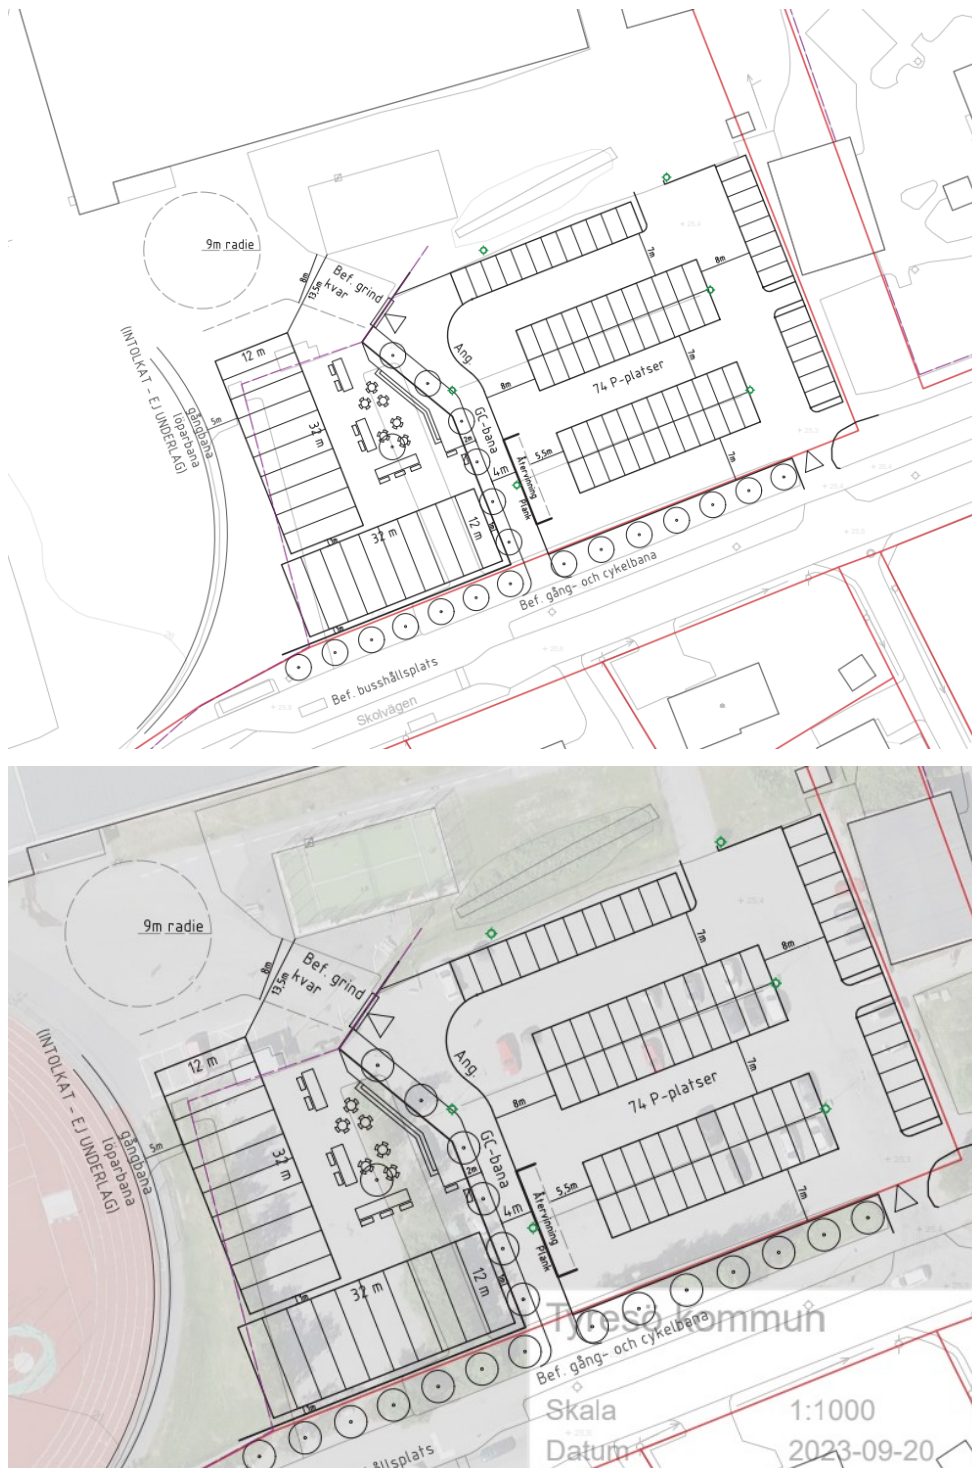 9m radie
8m
13,5m
Bef. grind
kvar
12 m
(INTOLKAT - EJ UNDERLAG)
gångbana
löparbana
5m
32 m
Ang.
GC-bana
7m
8m
8m
7m
74 P-platser
4m
5,5m
7m
Återvinning
Plank
32 m
12 m
Bef. gång- och cykelbana
Bef. busshållsplats
Skolvägen
9m radie
8m
13,5m
Bef. grind
kvar
12 m
(INTOLKAT - EJ UNDERLAG)
gångbana
löparbana
5m
32 m
Ang.
GC-bana
7m
8m
8m
7m
74 P-platser
4m
5,5m
7m
Återvinning
Plank
32 m
12 m
Tyresö kommun
Bef. gång- och cykelbana
Skala 1:1000
Datum 2023-09-20
hållsplats